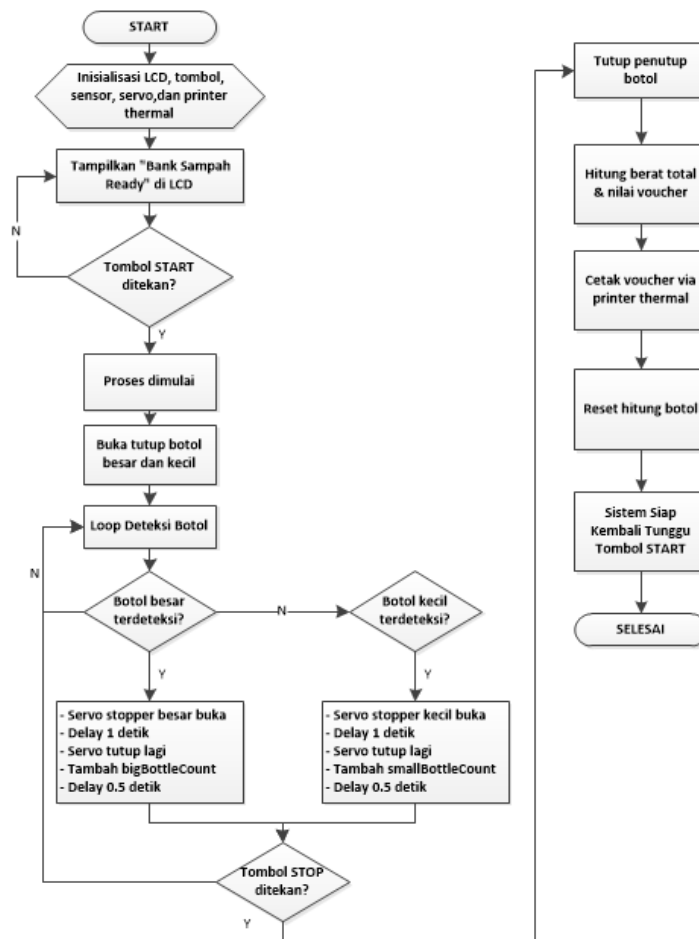 START
Inisialisasi LCD, tombol,
sensor, servo,dan printer
thermal
Tampilkan "Bank Sampah
Ready" di LCD
N
Tombol START
ditekan?
Y
Proses dimulai
Buka tutup botol
besar dan kecil
Loop Deteksi Botol
N
Botol besar
terdeteksi?
N
Botol kecil
terdeteksi?
Y
Y
- Servo stopper besar buka
- Delay 1 detik
- Servo tutup lagi
- Tambah bigBottleCount
- Delay 0.5 detik
- Servo stopper kecil buka
- Delay 1 detik
- Servo tutup lagi
- Tambah smallBottleCount
- Delay 0.5 detik
Tombol STOP
ditekan?
Y
Tutup penutup
botol
Hitung berat total
& nilai voucher
Cetak voucher via
printer thermal
Reset hitung botol
Sistem Siap
Kembali Tunggu
Tombol START
SELESAI